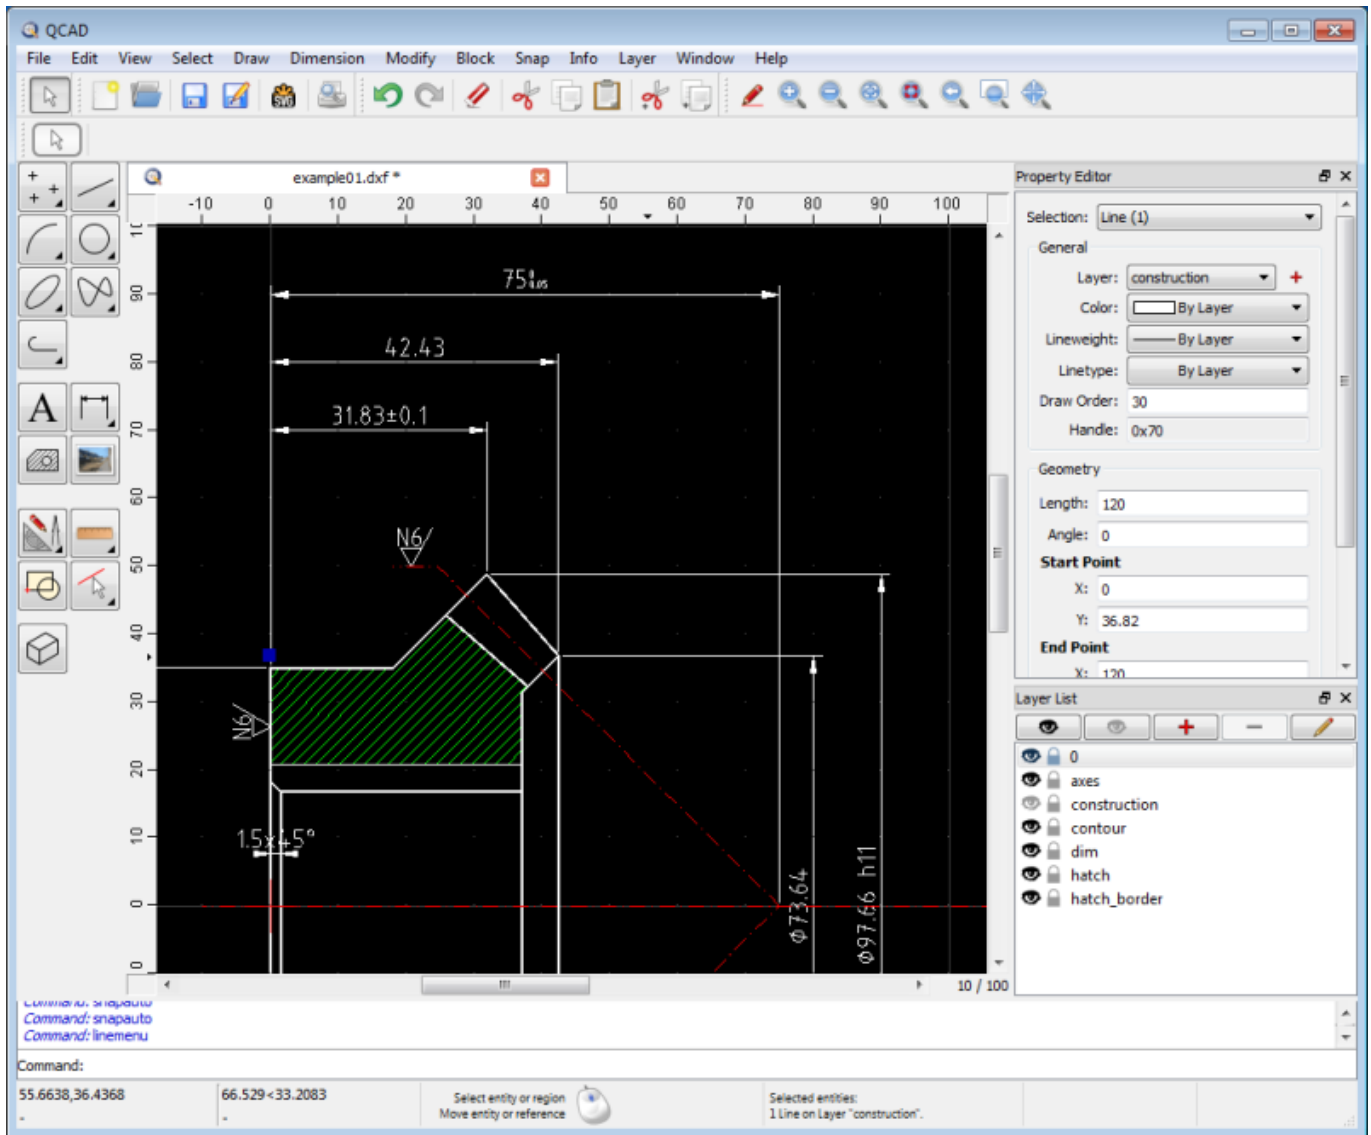 QCAD
File Edit View Select Draw Dimension Modify Block Snap Info Layer Window Help
SVG
example01.dxf *
Property Editor
-10 0 10 20 30 40 50 60 70 80 90 100
Selection: Line (1)
General
Layer: construction
Color: By Layer
Lineweight: By Layer
Linetype: By Layer
Draw Order: 30
Handle: 0x70
Geometry
Length: 120
Angle: 0
Start Point
X: 0
Y: 36.82
End Point
X: 120
90
80
70
60
50
40
30
20
10
0
75
42.43
31.83±0.1
N6
N6
1.5x45°
Φ73.64
Φ97.66 h11
Layer List
0
axes
construction
contour
dim
hatch
hatch_border
10 / 100
Command: snapauto
Command: snapauto
Command: linemenu
Command:
55.6638,36.4368
-
66.529<33.2083
-
Select entity or region
Move entity or reference
Selected entities:
1 Line on Layer "construction".